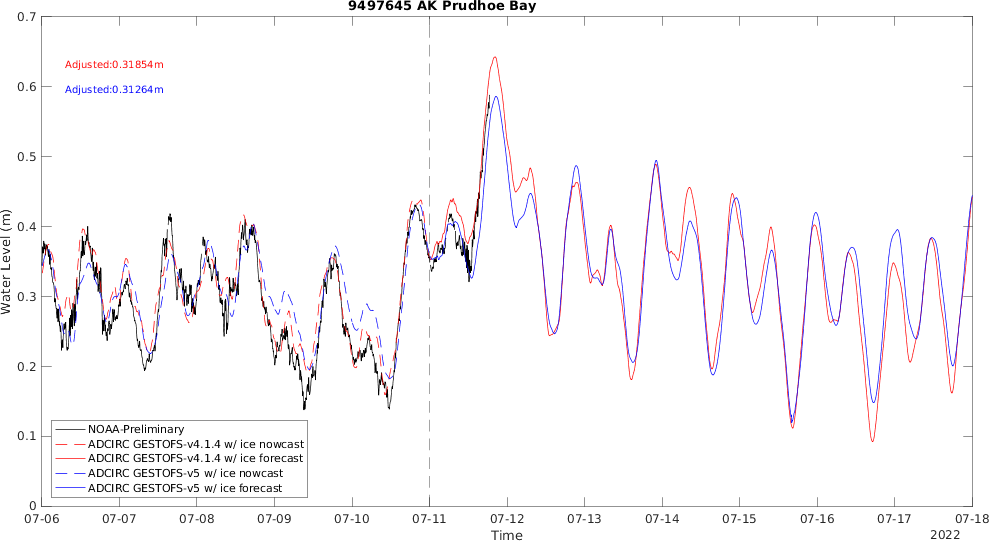 9497645 AK Prudhoe Bay
0.7
0.6
0.5
0.4
0.3
0.2
0.1
0
Water Level (m)
Adjusted:0.31854m
Adjusted:0.31264m
NOAA-Preliminary
ADCIRC GESTOFS-v4.1.4 w/ ice nowcast
ADCIRC GESTOFS-v4.1.4 w/ ice forecast
ADCIRC GESTOFS-v5 w/ ice nowcast
ADCIRC GESTOFS-v5 w/ ice forecast
07-06 07-07 07-08 07-09 07-10 07-11 07-12 07-13 07-14 07-15 07-16 07-17 07-18
Time
2022